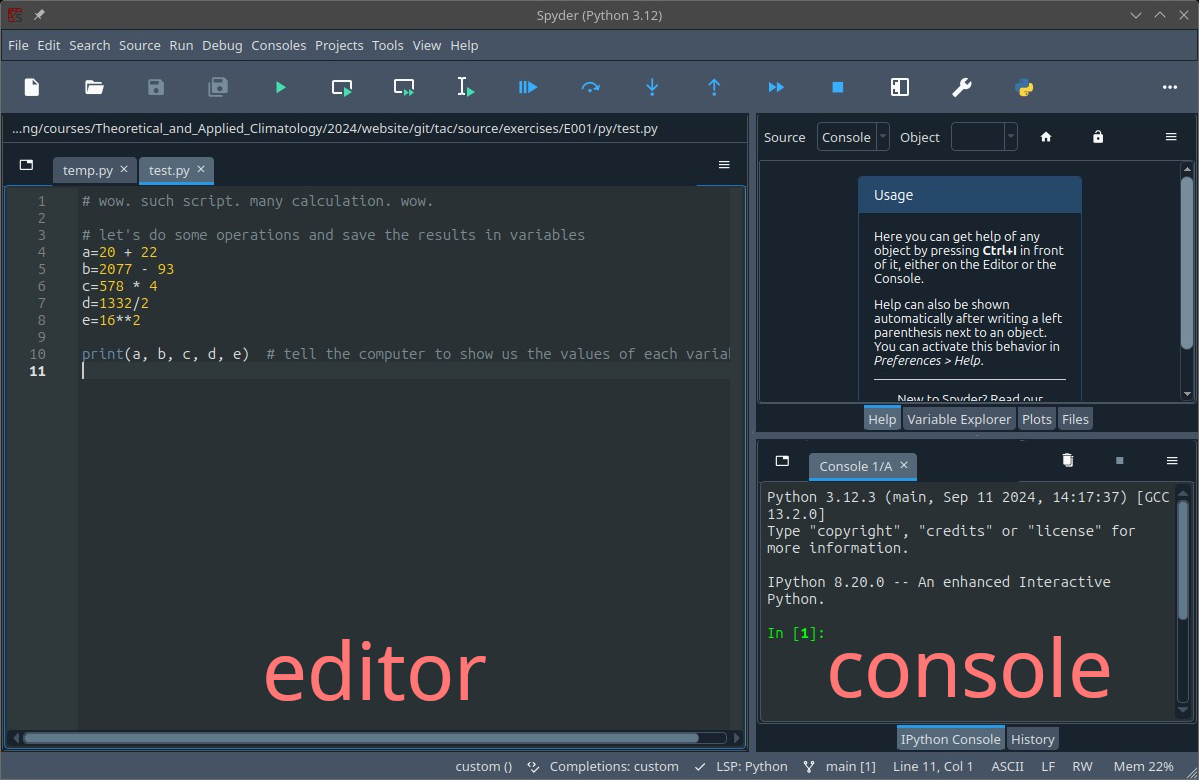 Spyder (Python 3.12)
File Edit Search Source Run Debug Consoles Projects Tools View Help
...ng/courses/Theoretical_and_Applied_Climatology/2024/website/git/tac/source/exercises/E001/py/test.py
temp.py
test.py
1 # wow. such script. many calculation. wow.
2
3 # let's do some operations and save the results in variables
4 a=20 + 22
5 b=2077 - 93
6 c=578 * 4
7 d=1332/2
8 e=16**2
9
10 print(a, b, c, d, e)  # tell the computer to show us the values of each varia
11
editor
Source Console Object
Usage
Here you can get help of any
object by pressing Ctrl+I in front
of it, either on the Editor or the
Console.
Help can also be shown
automatically after writing a left
parenthesis next to an object.
You can activate this behavior in
Preferences > Help.
New to Spyder? Read our
Help Variable Explorer Plots Files
Console 1/A
Python 3.12.3 (main, Sep 11 2024, 14:17:37) [GCC
13.2.0]
Type "copyright", "credits" or "license" for
more information.
IPython 8.20.0 -- An enhanced Interactive
Python.
In [1]:
console
IPython Console History
custom () Completions: custom LSP: Python main [1] Line 11, Col 1 ASCII LF RW Mem 22%